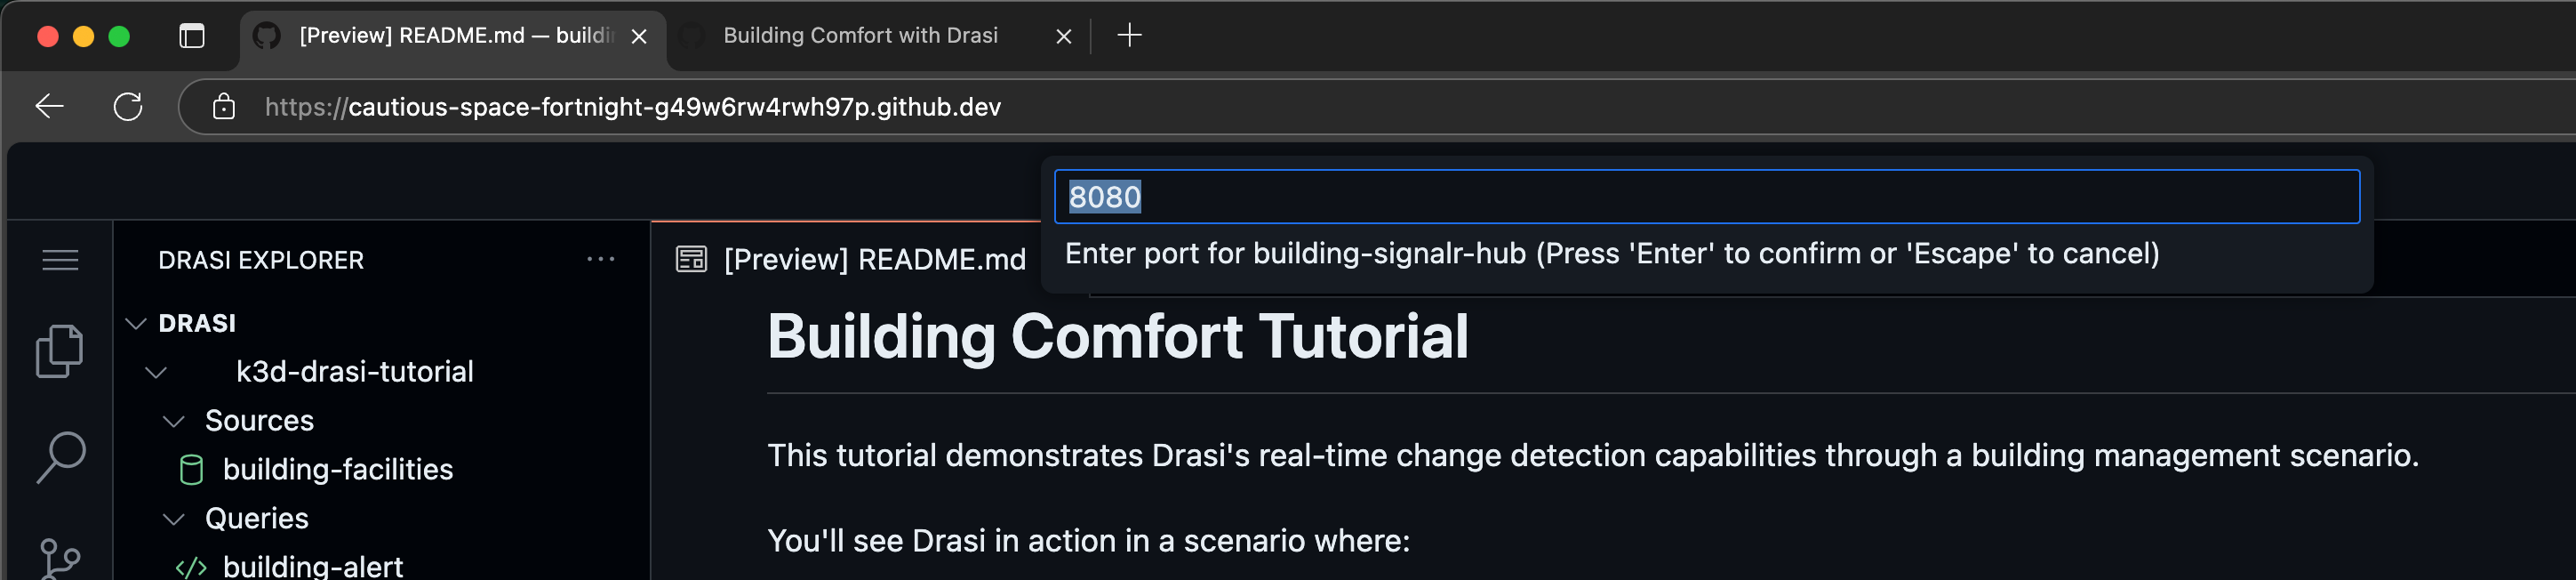 [Preview] README.md — buildin
Building Comfort with Drasi
https://cautious-space-fortnight-g49w6rw4rwh97p.github.dev
8080
Enter port for building-signalr-hub (Press 'Enter' to confirm or 'Escape' to cancel)
DRASI EXPLORER
[Preview] README.md
DRASI
k3d-drasi-tutorial
Sources
building-facilities
Queries
building-alert
Building Comfort Tutorial
This tutorial demonstrates Drasi's real-time change detection capabilities through a building management scenario.
You'll see Drasi in action in a scenario where: